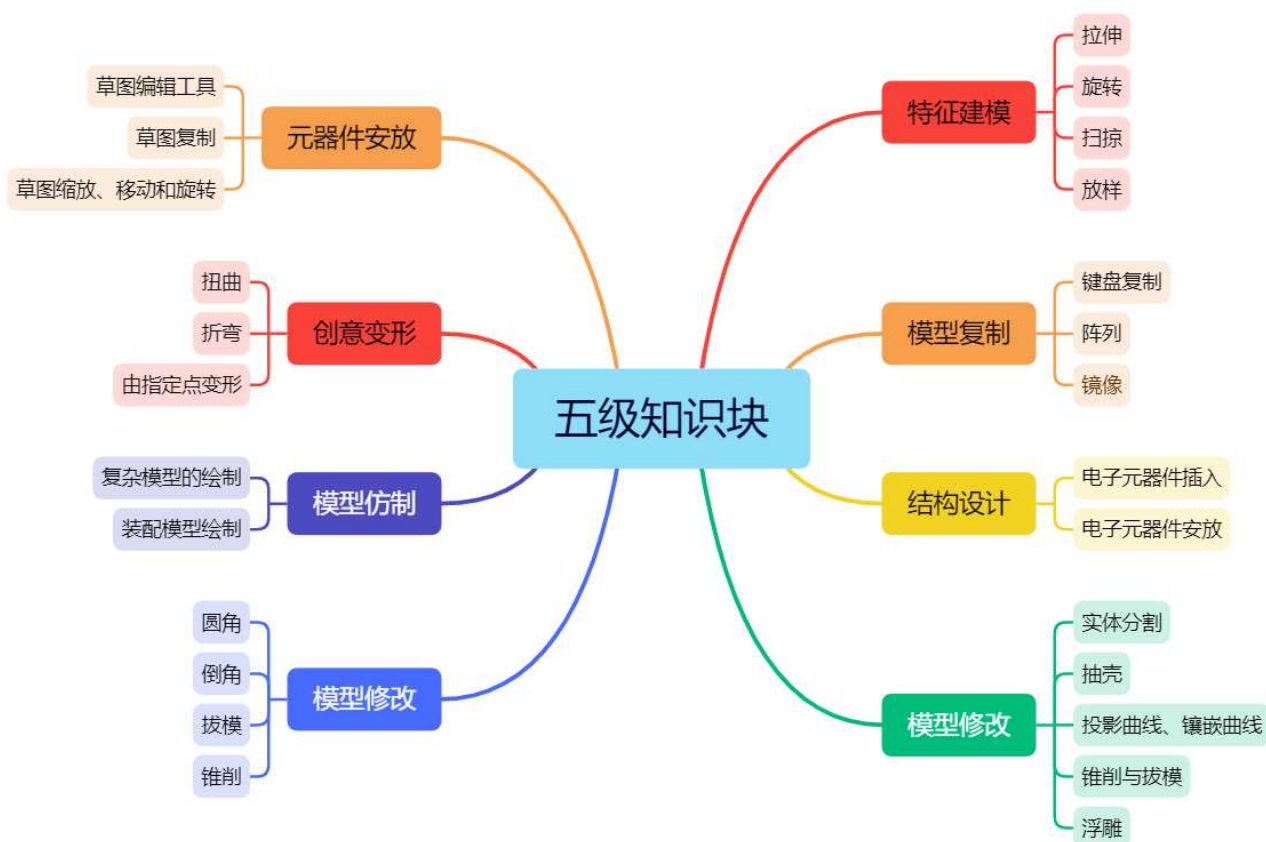 五级知识块
特征建模
拉伸
旋转
扫掠
放样
模型复制
键盘复制
阵列
镜像
结构设计
电子元器件插入
电子元器件安放
模型修改
实体分割
抽壳
投影曲线、镶嵌曲线
锥削与拔模
浮雕
元器件安放
草图编辑工具
草图复制
草图缩放、移动和旋转
创意变形
扭曲
折弯
由指定点变形
模型仿制
复杂模型的绘制
装配模型绘制
模型修改
圆角
倒角
拔模
锥削